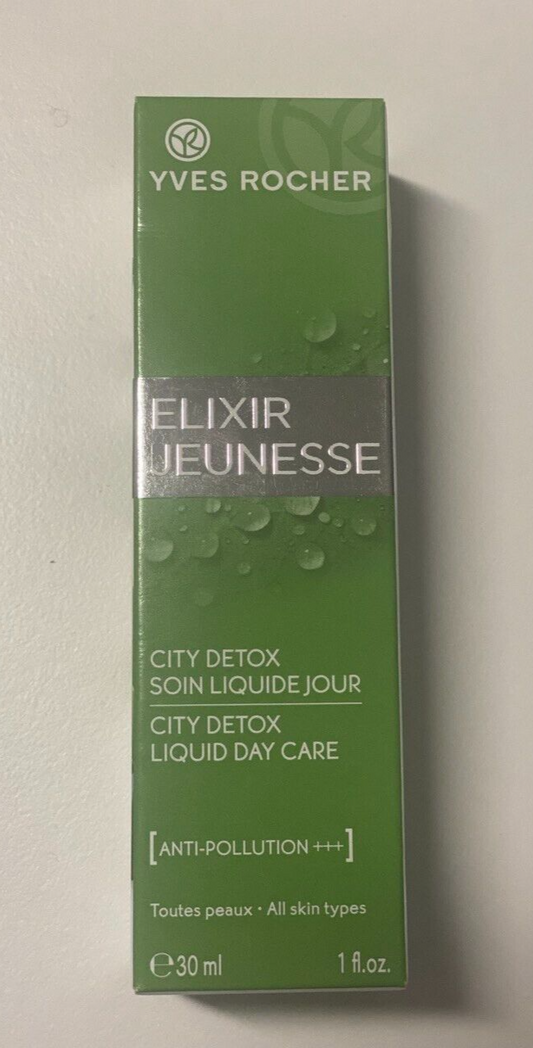 YVES ROCHER
ELIXIR
JEUNESSE
CITY DETOX
SOIN LIQUIDE JOUR
CITY DETOX
LIQUID DAY CARE
[ANTI-POLLUTION +++]
Toutes peaux • All skin types
℮30 ml 1 fl.oz.